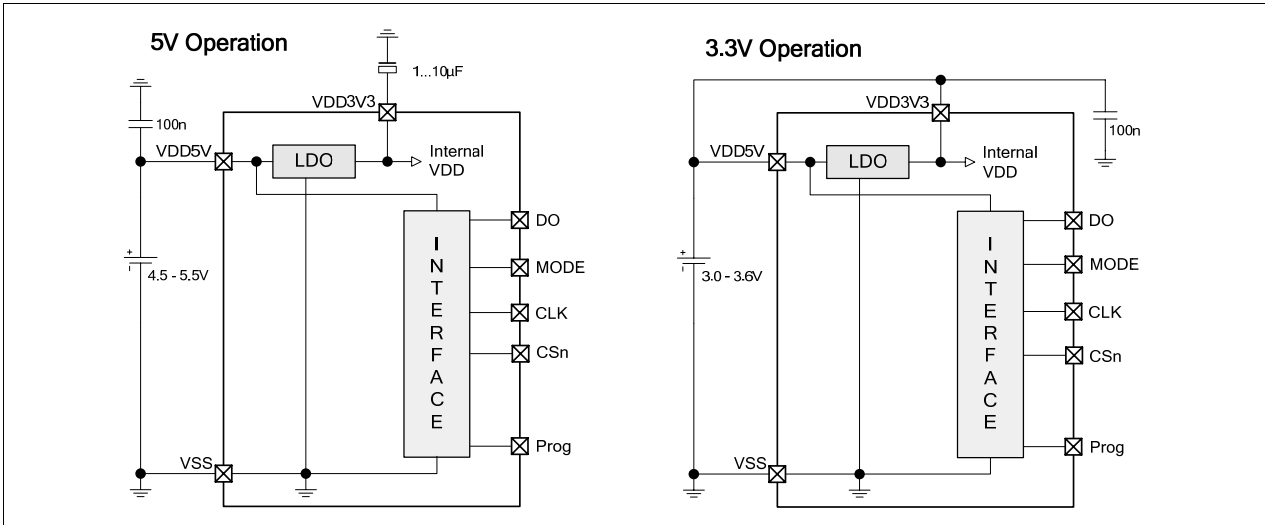 5V Operation
1...10µF
VDD3V3
100n
VDD5V
LDO
Internal
VDD
DO
INTERFACE
MODE
+
-
4.5 - 5.5V
CLK
CSn
Prog
VSS
3.3V Operation
VDD3V3
100n
VDD5V
LDO
Internal
VDD
DO
INTERFACE
MODE
+
-
3.0 - 3.6V
CLK
CSn
Prog
VSS